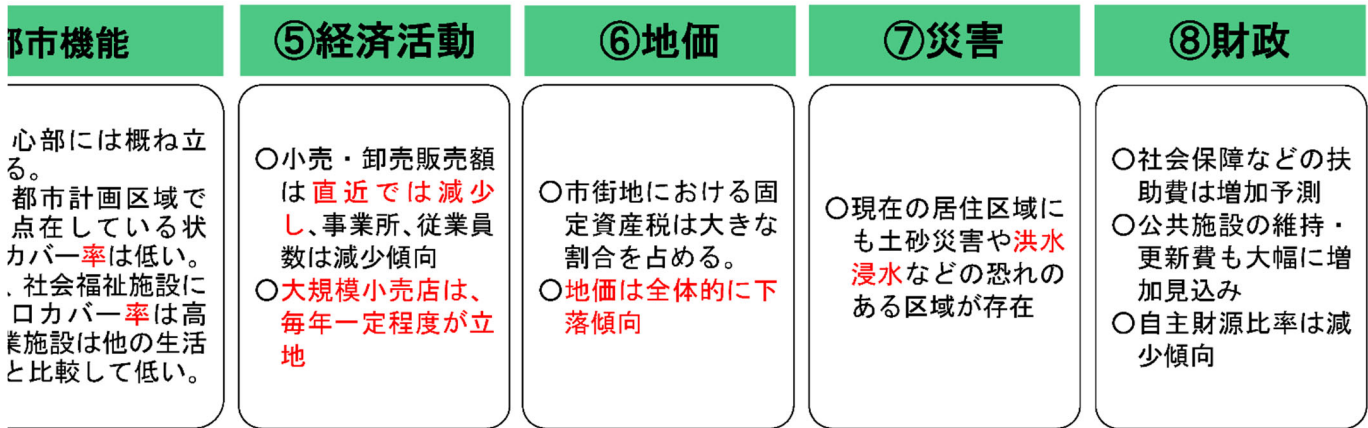 市機能
心部には概ね立
る。
都市計画区域で
点在している状
カバー率は低い。
、社会福祉施設に
口カバー率は高
業施設は他の生活
と比較して低い。
⑤経済活動
○小売・卸売販売額
は直近では減少
し、事業所、従業員
数は減少傾向
○大規模小売店は、
毎年一定程度が立
地
⑥地価
○市街地における固
定資産税は大きな
割合を占める。
○地価は全体的に下
落傾向
⑦災害
○現在の居住区域に
も土砂災害や洪水
浸水などの恐れの
ある区域が存在
⑧財政
○社会保障などの扶
助費は増加予測
○公共施設の維持・
更新費も大幅に増
加見込み
○自主財源比率は減
少傾向